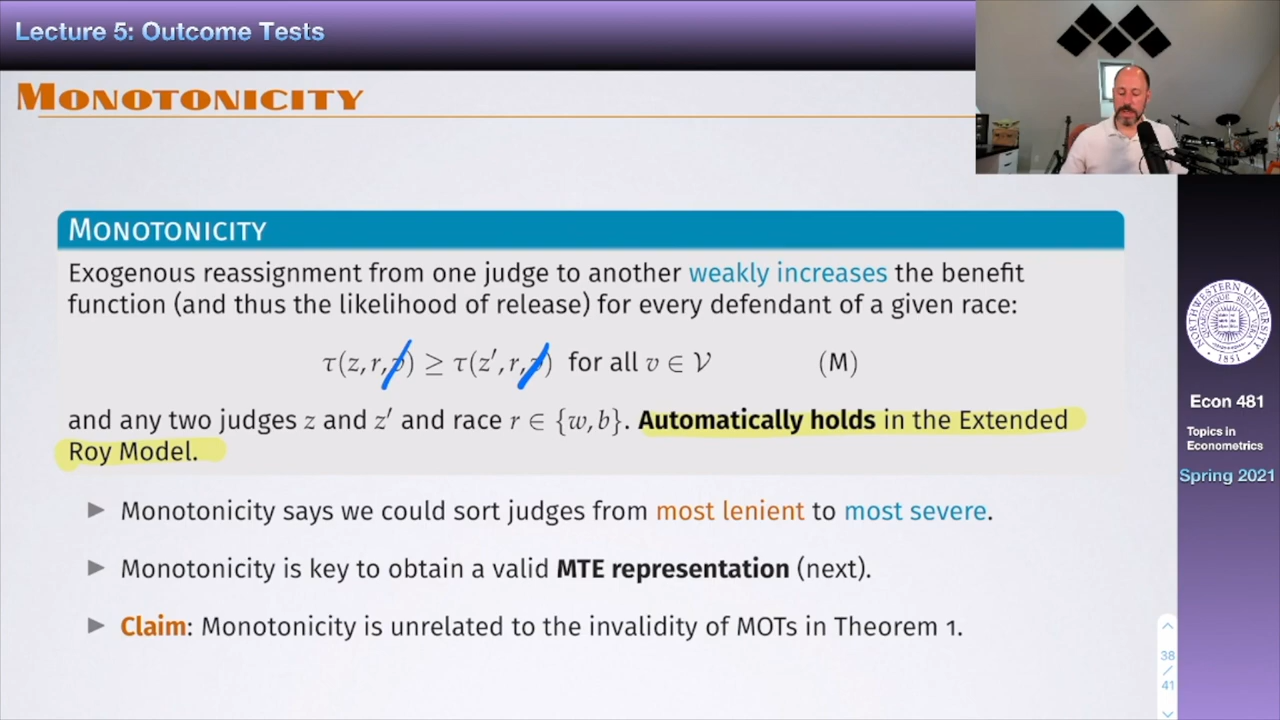 Lecture 5: Outcome Tests
MONOTONICITY
MONOTONICITY
Exogenous reassignment from one judge to another weakly increases the benefit
function (and thus the likelihood of release) for every defendant of a given race:
τ(z, r, v) ≥ τ(z′, r, v) for all v ∈ 𝒱 (M)
and any two judges z and z′ and race r ∈ {w, b}. Automatically holds in the Extended
Roy Model.
▶ Monotonicity says we could sort judges from most lenient to most severe.
▶ Monotonicity is key to obtain a valid MTE representation (next).
▶ Claim: Monotonicity is unrelated to the invalidity of MOTs in Theorem 1.
NORTHWESTERN UNIVERSITY
1851
Econ 481
Topics in
Econometrics
Spring 2021
38
/
41